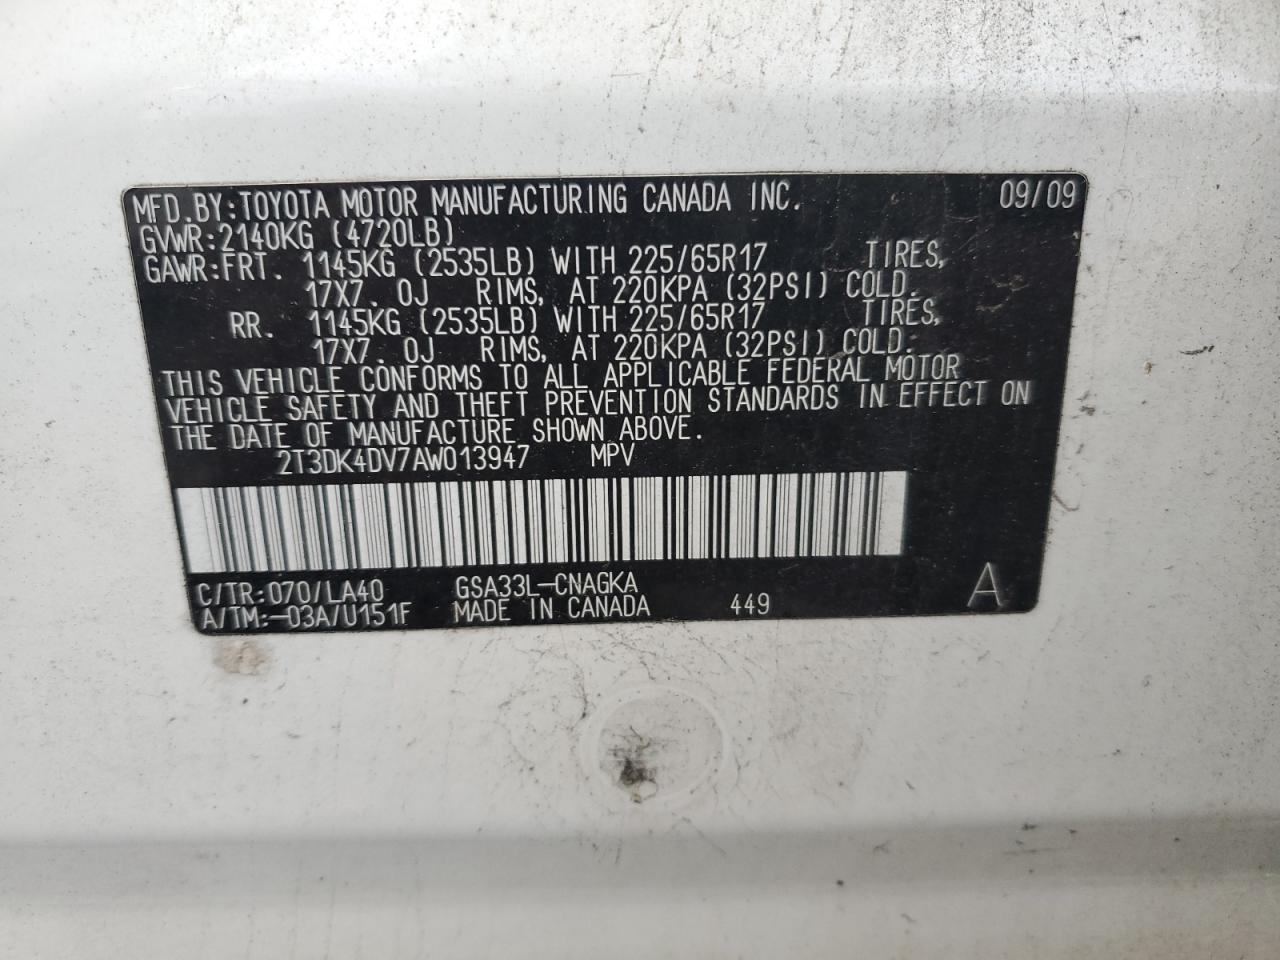 MFD.BY:TOYOTA MOTOR MANUFACTURING CANADA INC. 09/09
GVWR:2140KG (4720LB)
GAWR:FRT. 1145KG (2535LB) WITH 225/65R17 TIRES,
17X7.0J RIMS, AT 220KPA (32PSI) COLD.
RR. 1145KG (2535LB) WITH 225/65R17 TIRES,
17X7.0J RIMS, AT 220KPA (32PSI) COLD.
THIS VEHICLE CONFORMS TO ALL APPLICABLE FEDERAL MOTOR
VEHICLE SAFETY AND THEFT PREVENTION STANDARDS IN EFFECT ON
THE DATE OF MANUFACTURE SHOWN ABOVE.
2T3DK4DV7AW013947 MPV
C/TR:070/LA40 GSA33L-CNAGKA
A/TM:-03A/U151F MADE IN CANADA 449 A